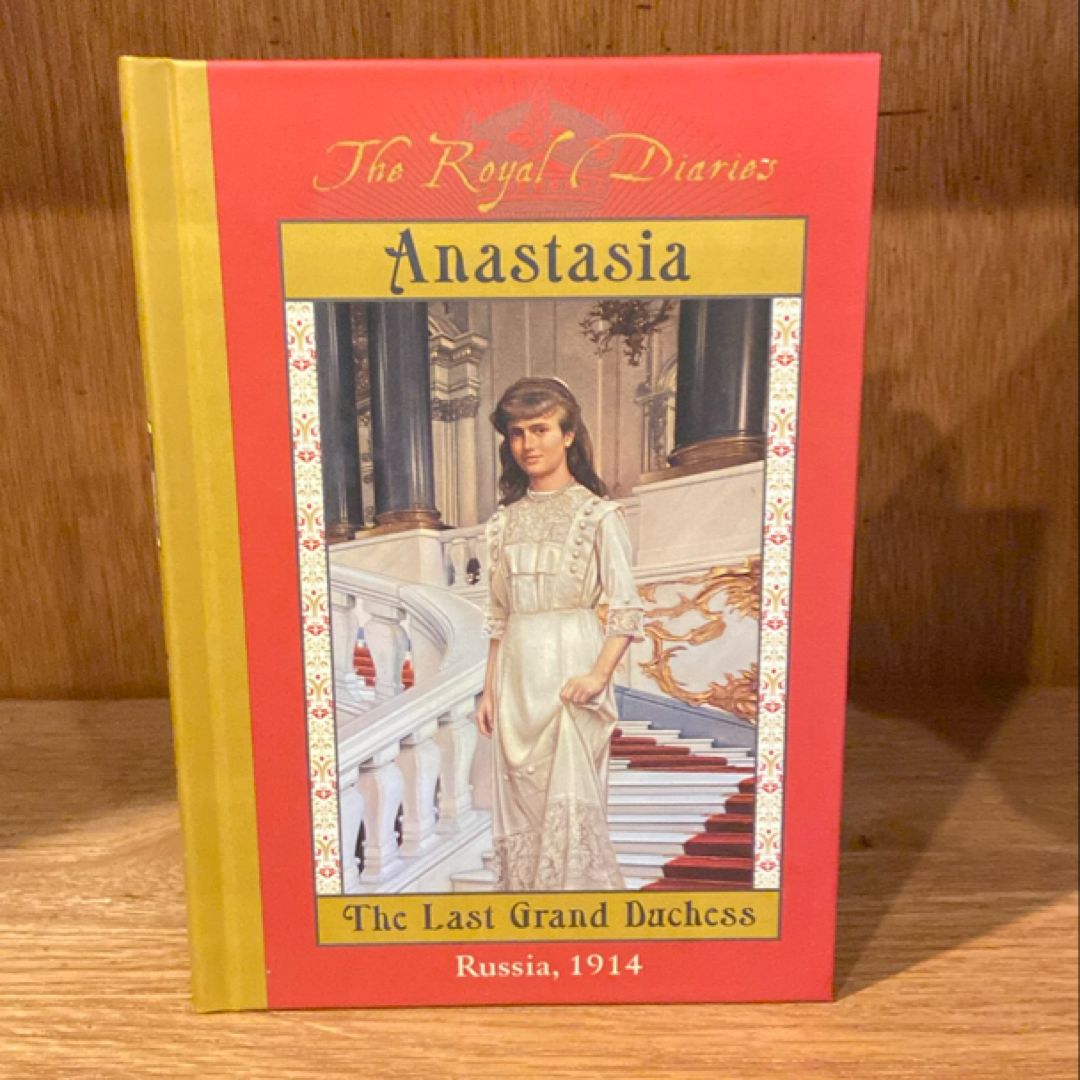 The Royal Diaries
Anastasia
The Last Grand Duchess
Russia, 1914